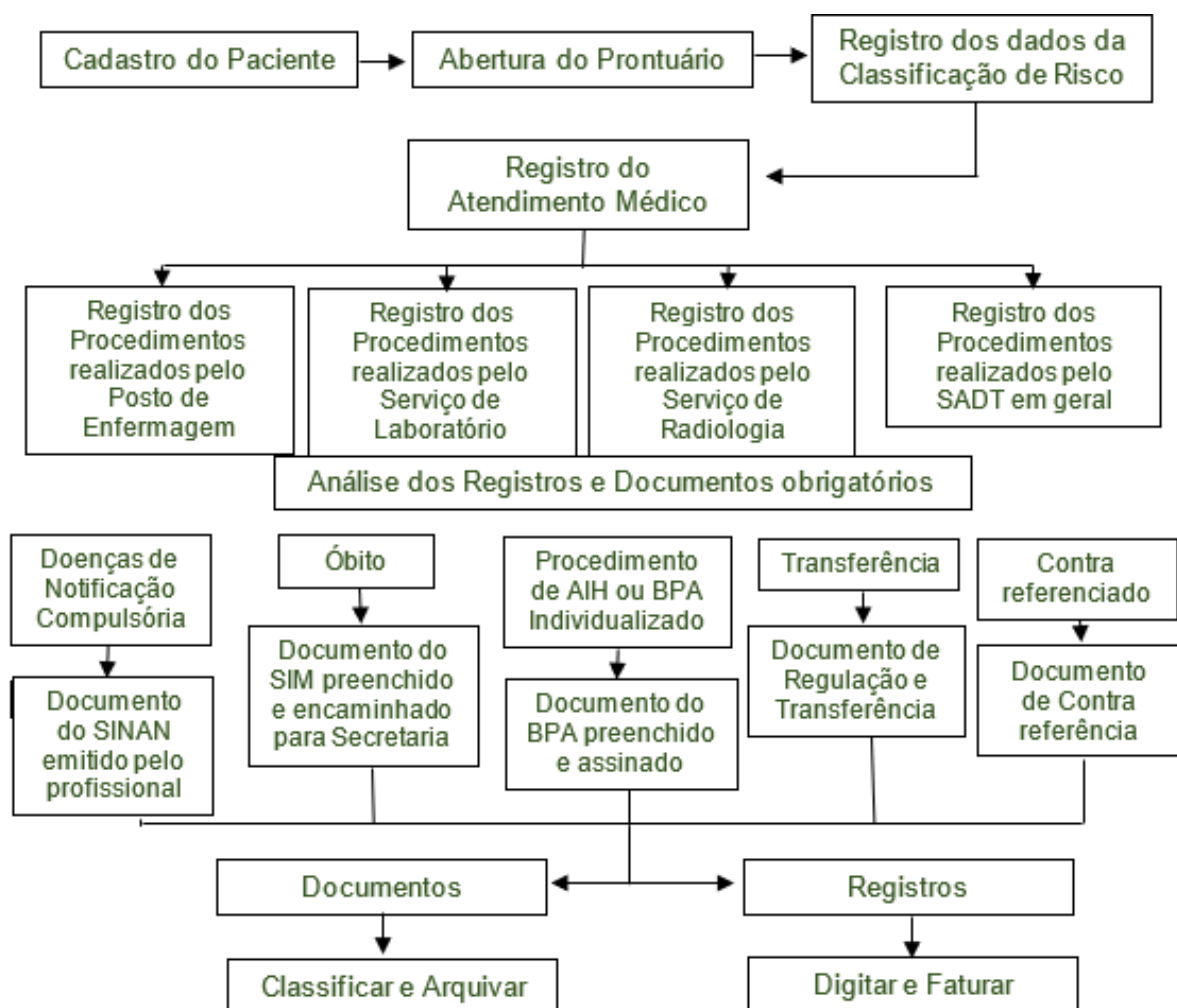 Cadastro do Paciente
Abertura do Prontuário
Registro dos dados da
Classificação de Risco
Registro do
Atendimento Médico
Registro dos
Procedimentos
realizados pelo
Posto de
Enfermagem
Registro dos
Procedimentos
realizados pelo
Serviço de
Laboratório
Registro dos
Procedimentos
realizados pelo
Serviço de
Radiologia
Registro dos
Procedimentos
realizados pelo
SADT em geral
Análise dos Registros e Documentos obrigatórios
Doenças de
Notificação
Compulsória
Óbito
Procedimento
de AIH ou BPA
Individualizado
Transferência
Contra
referenciado
Documento
do SINAN
emitido pelo
profissional
Documento do
SIM preenchido
e encaminhado
para Secretaria
Documento do
BPA preenchido
e assinado
Documento de
Regulação e
Transferência
Documento
de Contra
referência
Documentos
Registros
Classificar e Arquivar
Digitar e Faturar